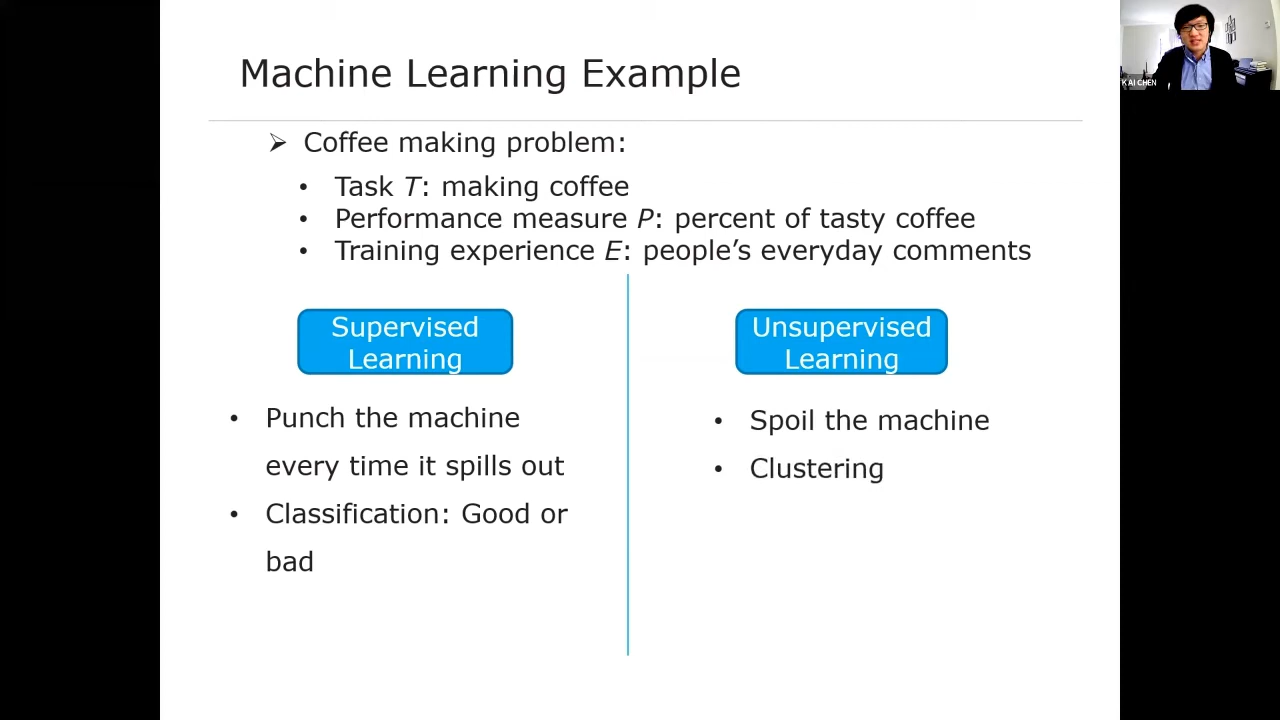 Machine Learning Example
KAI CHEN
➢ Coffee making problem:
• Task T: making coffee
• Performance measure P: percent of tasty coffee
• Training experience E: people’s everyday comments
Supervised
Learning
• Punch the machine
every time it spills out
• Classification: Good or
bad
Unsupervised
Learning
• Spoil the machine
• Clustering